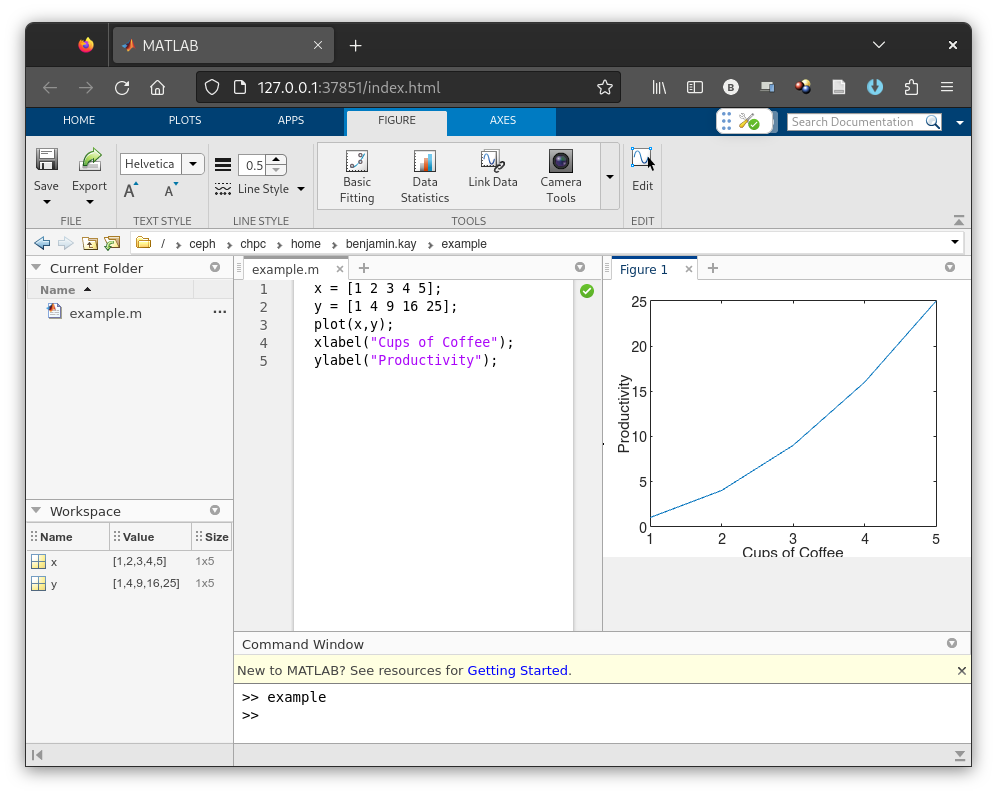 MATLAB
127.0.0.1:37851/index.html
B
HOME PLOTS APPS FIGURE AXES Search Documentation
Save Export Helvetica 0.5 Basic Fitting Data Statistics Link Data Camera Tools Edit
A A Line Style
FILE TEXT STYLE LINE STYLE TOOLS EDIT
/ ceph chpc home benjamin.kay example
Current Folder
Name
example.m ...
Workspace
Name Value Size
x [1,2,3,4,5] 1x5
y [1,4,9,16,25] 1x5
example.m
1 x = [1 2 3 4 5];
2 y = [1 4 9 16 25];
3 plot(x,y);
4 xlabel("Cups of Coffee");
5 ylabel("Productivity");
Figure 1
25
20
15
10
5
0
Productivity
1 2 3 4 5
Cups of Coffee
Command Window
New to MATLAB? See resources for Getting Started.
>> example
>>